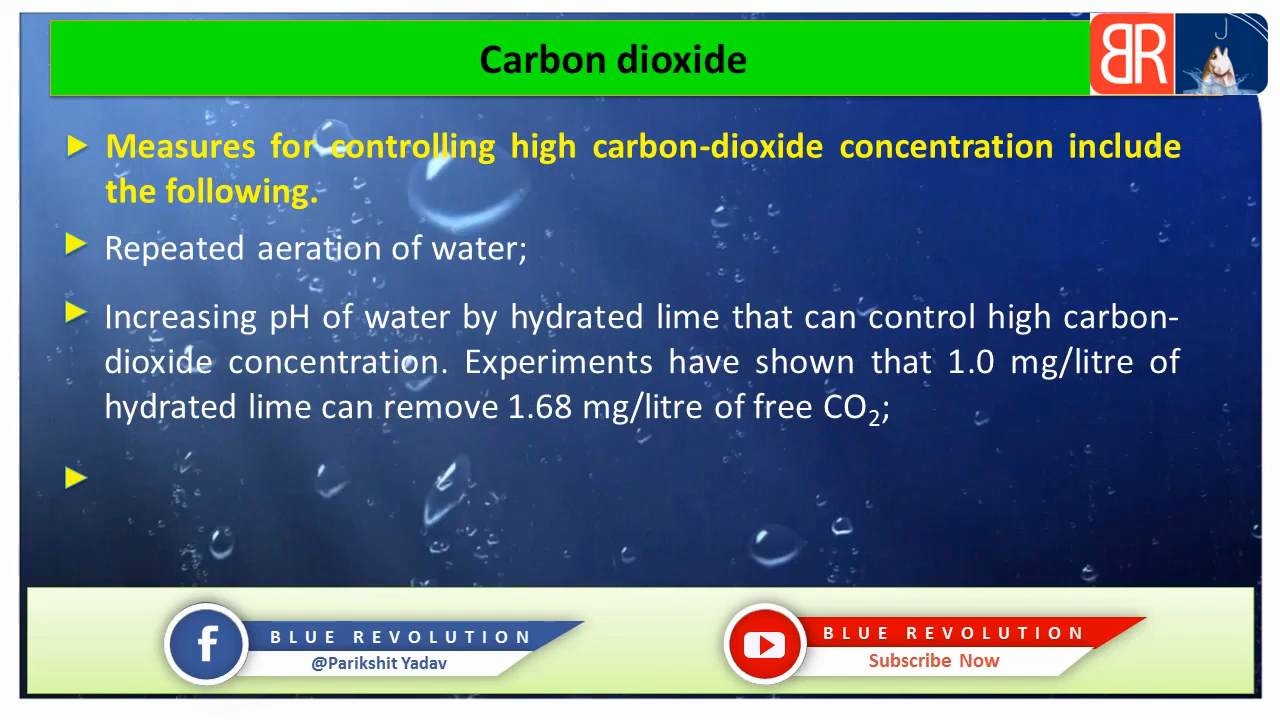 Carbon dioxide
BR
Measures for controlling high carbon-dioxide concentration include
the following.
Repeated aeration of water;
Increasing pH of water by hydrated lime that can control high carbon-
dioxide concentration. Experiments have shown that 1.0 mg/litre of
hydrated lime can remove 1.68 mg/litre of free CO₂;
f
BLUE REVOLUTION
@Parikshit Yadav
BLUE REVOLUTION
Subscribe Now